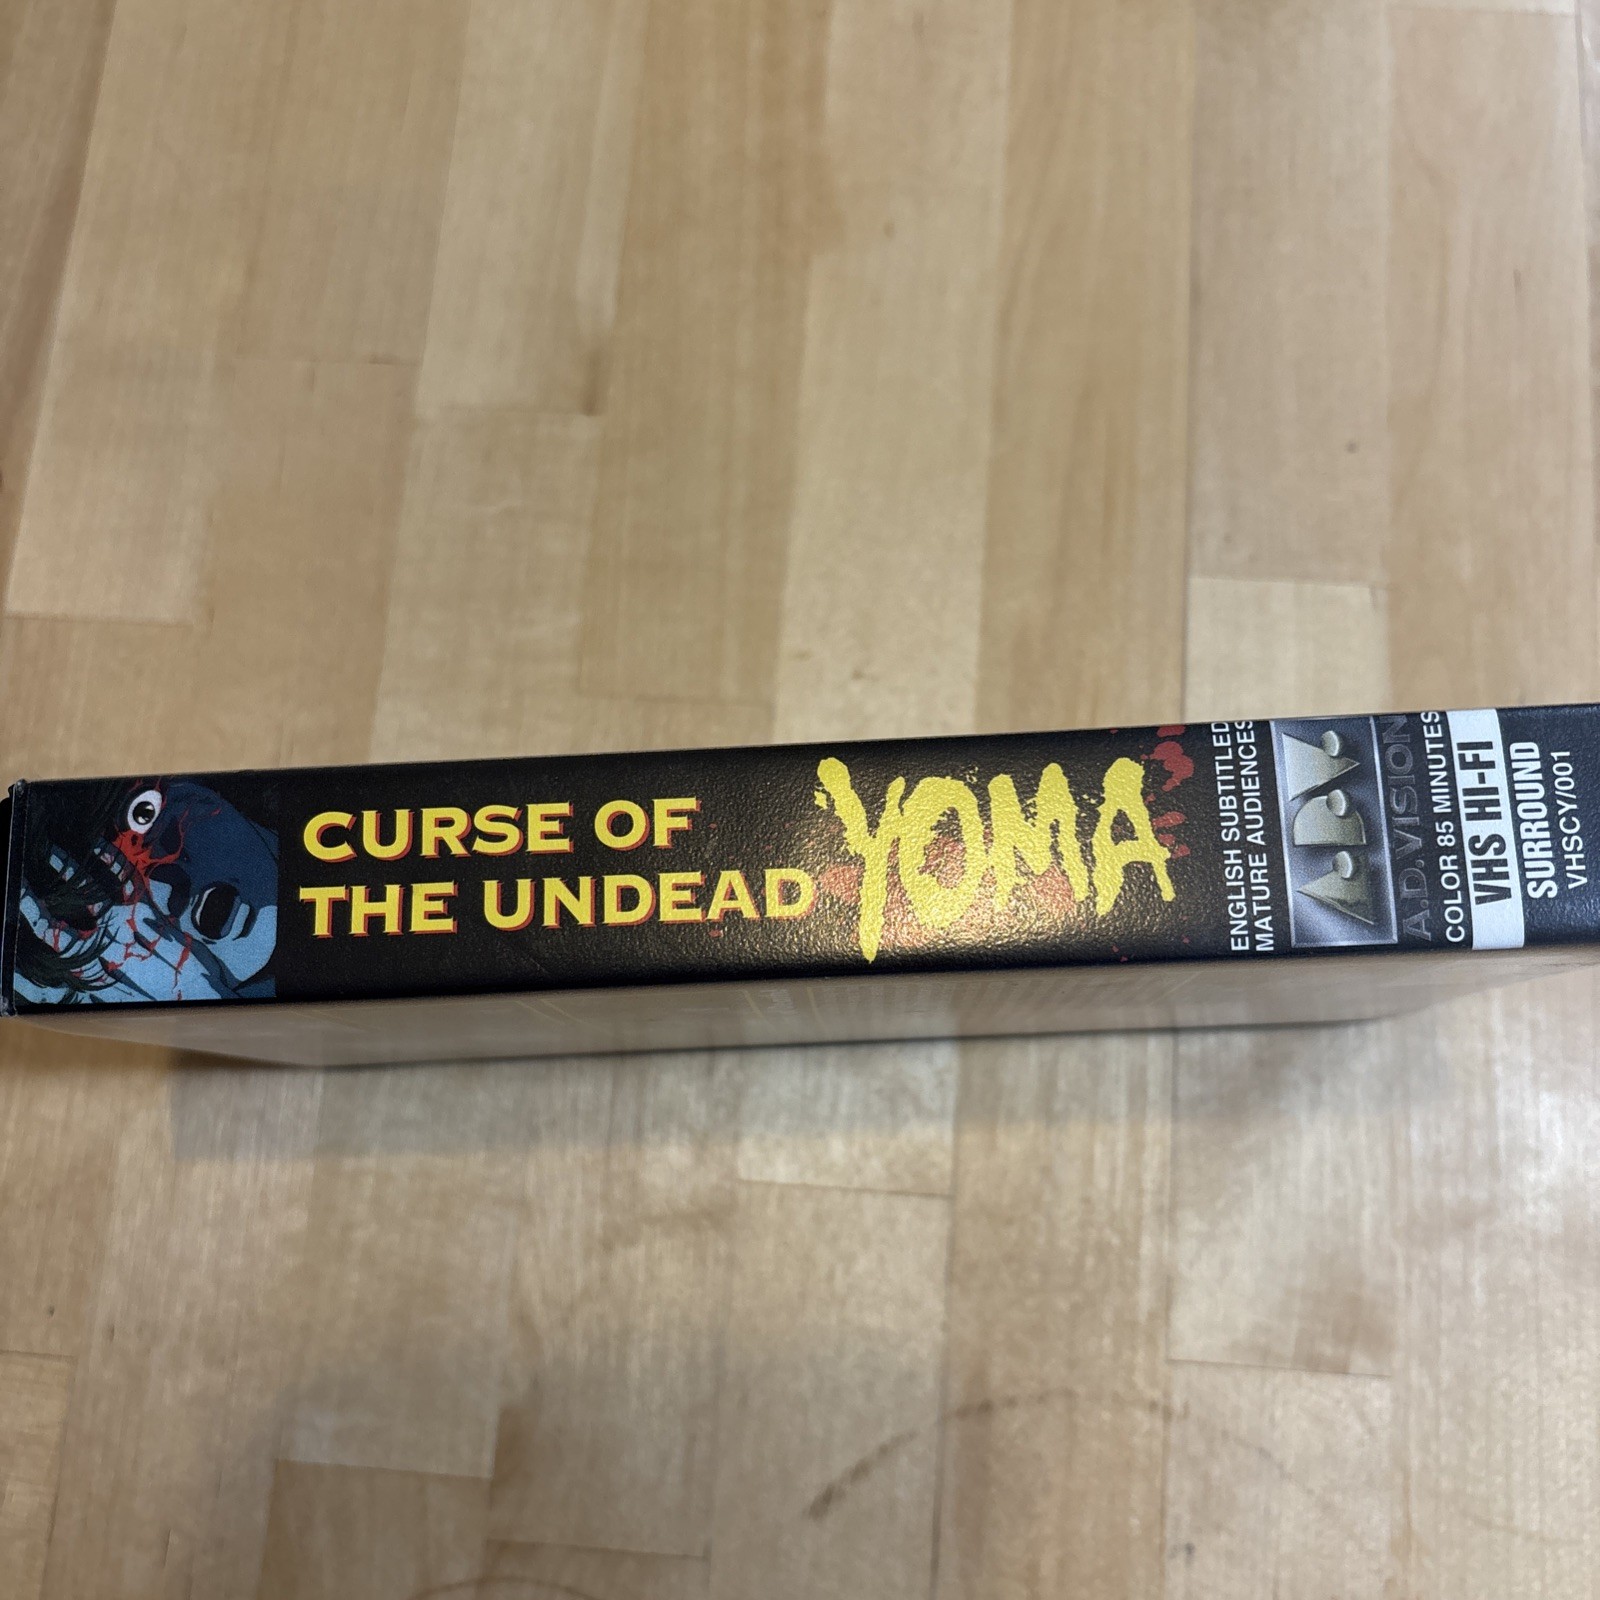 CURSE OF
THE UNDEAD
YOMA
ENGLISH SUBTITLED
MATURE AUDIENCES
A.D.V.
A.D.VISION
COLOR 85 MINUTES
VHS HI-FI
SURROUND
VHSCY/001